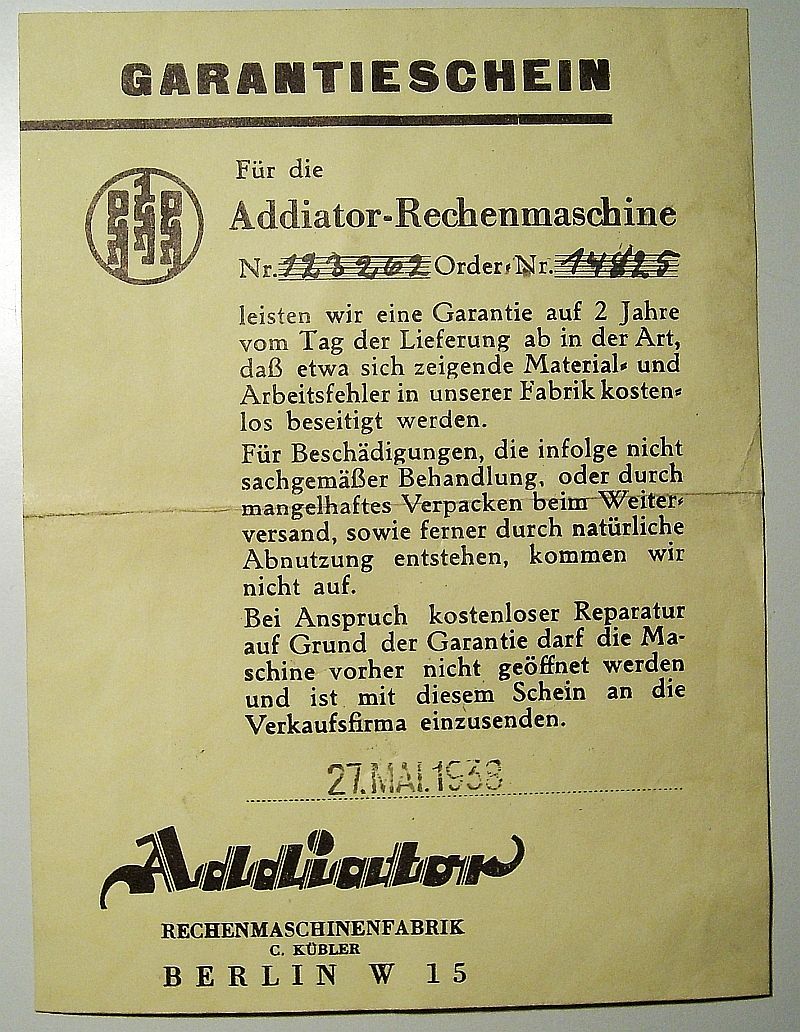 GARANTIESCHEIN
Für die
Addiator-Rechenmaschine
Nr. 123262 Order-Nr. 14825
leisten wir eine Garantie auf 2 Jahre
vom Tag der Lieferung ab in der Art,
daß etwa sich zeigende Material- und
Arbeitsfehler in unserer Fabrik kosten-
los beseitigt werden.
Für Beschädigungen, die infolge nicht
sachgemäßer Behandlung, oder durch
mangelhaftes Verpacken beim Weiter-
versand, sowie ferner durch natürliche
Abnutzung entstehen, kommen wir
nicht auf.
Bei Anspruch kostenloser Reparatur
auf Grund der Garantie darf die Ma-
schine vorher nicht geöffnet werden
und ist mit diesem Schein an die
Verkaufsfirma einzusenden.
27. MAI. 1938
Addiator
RECHENMASCHINENFABRIK
C. KÜBLER
BERLIN W 15